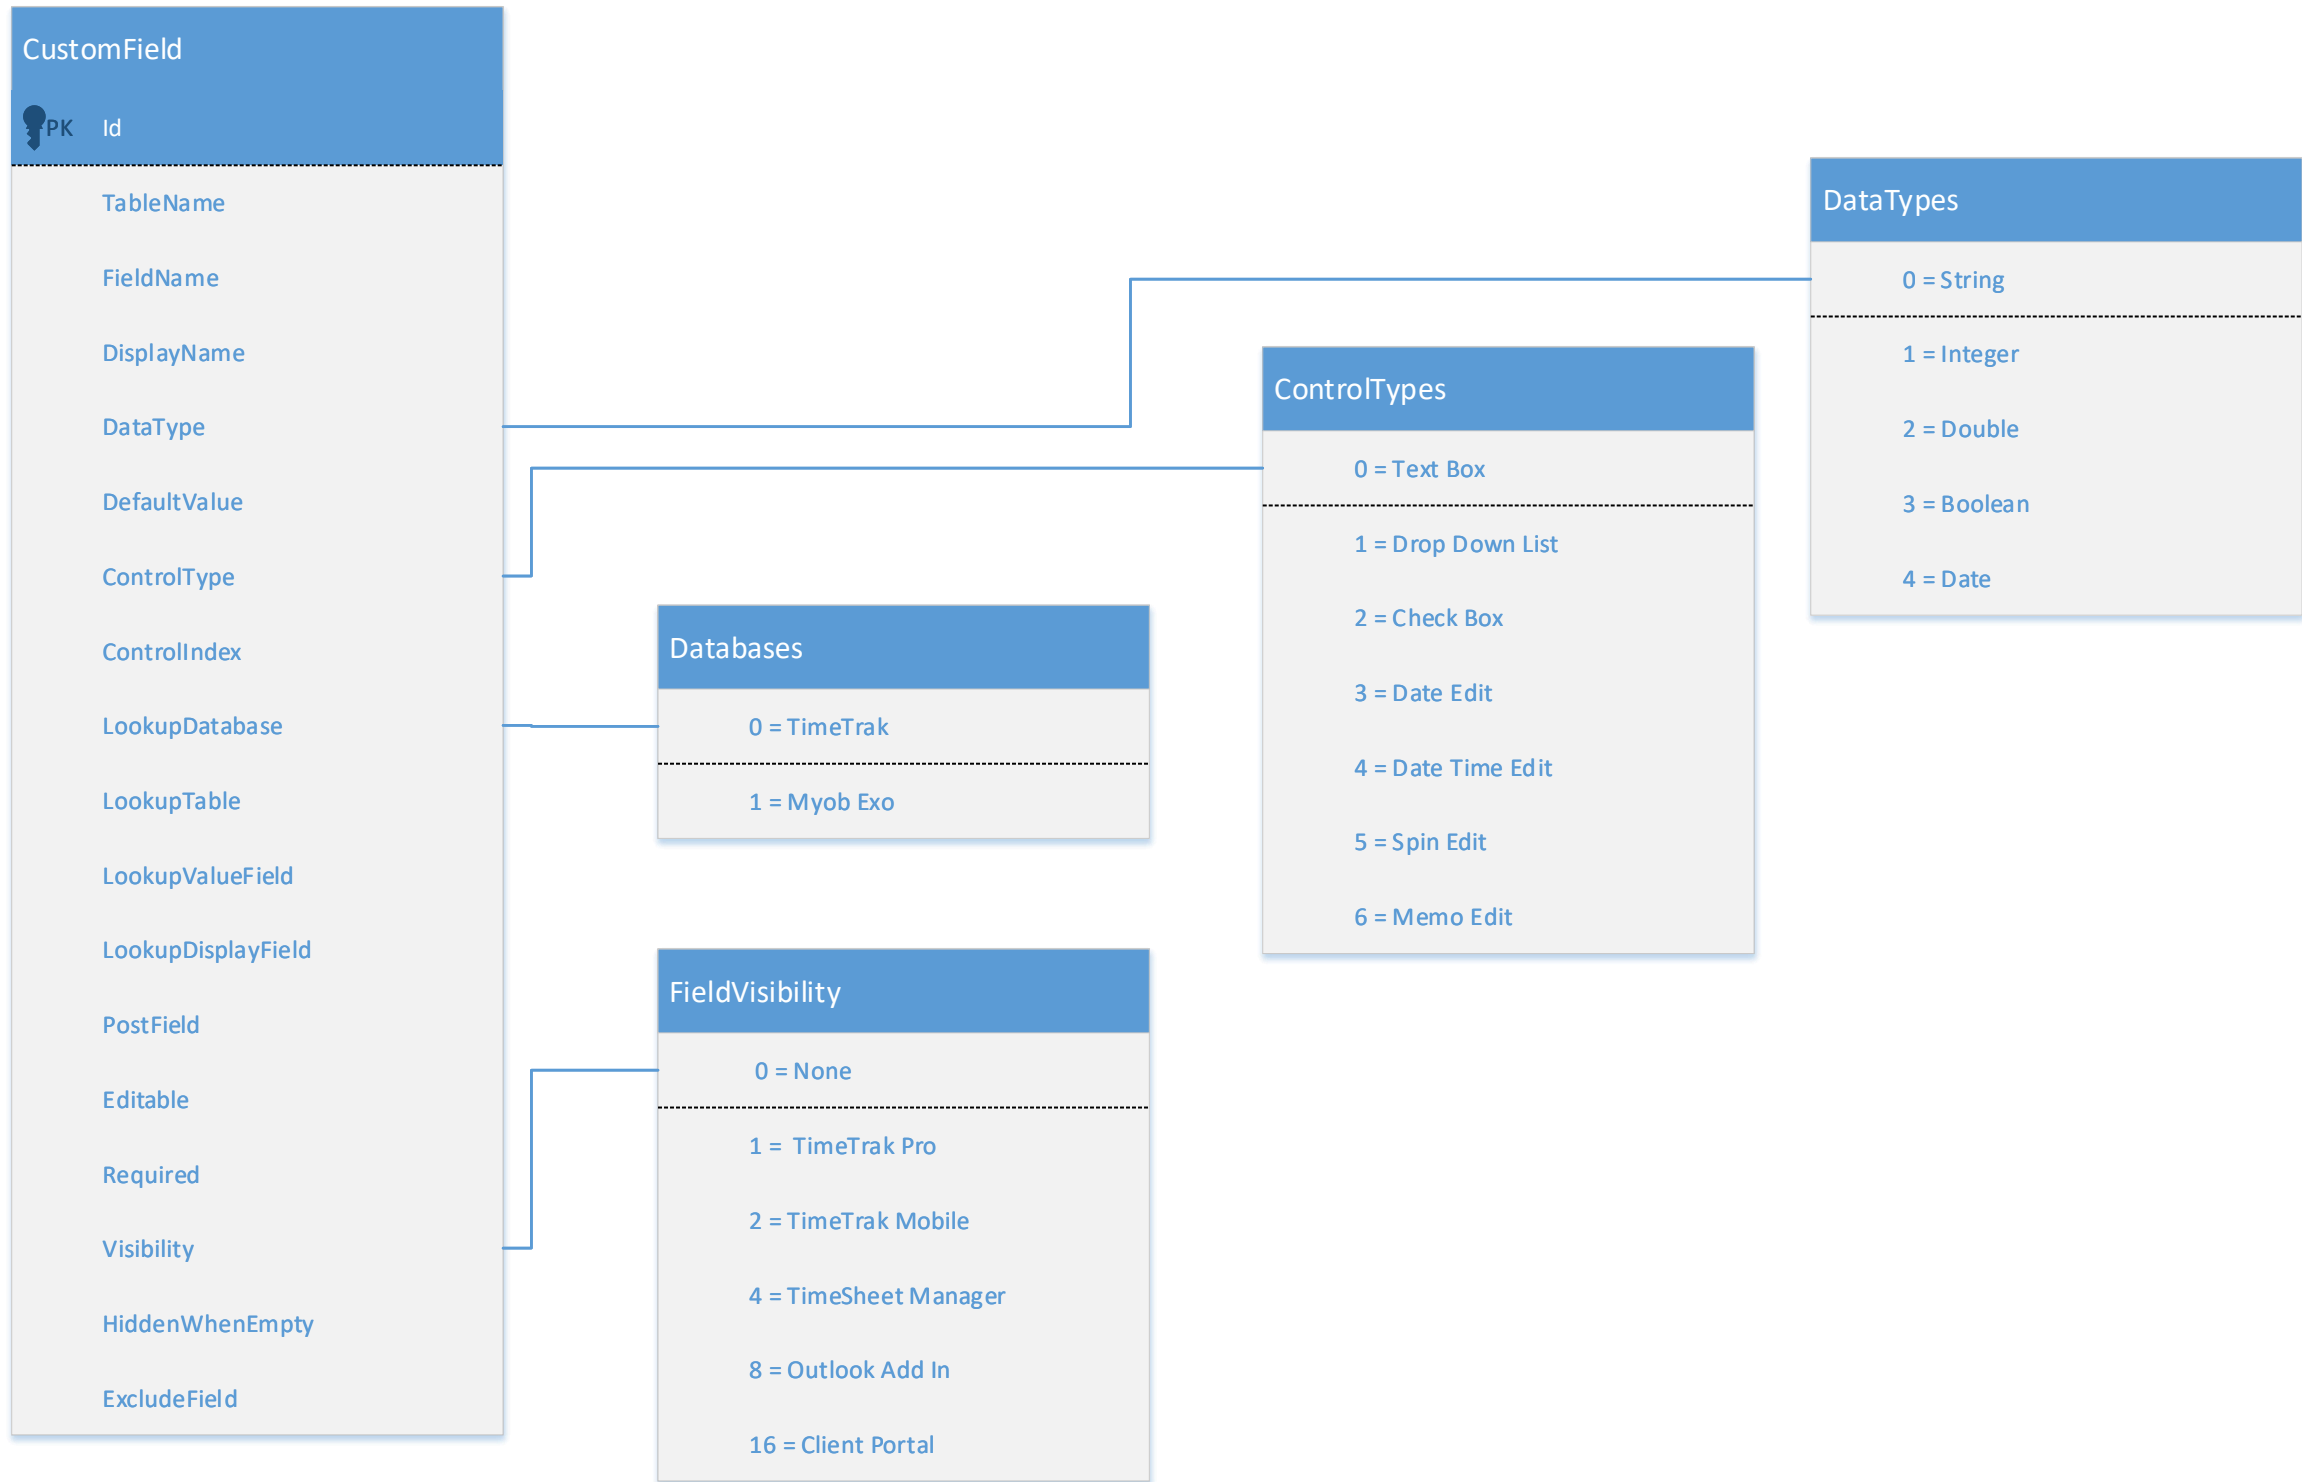 CustomField
PK Id
TableName
FieldName
DisplayName
DataType
DefaultValue
ControlType
ControlIndex
LookupDatabase
LookupTable
LookupValueField
LookupDisplayField
PostField
Editable
Required
Visibility
HiddenWhenEmpty
ExcludeField
Databases
0 = TimeTrak
1 = Myob Exo
FieldVisibility
0 = None
1 = TimeTrak Pro
2 = TimeTrak Mobile
4 = TimeSheet Manager
8 = Outlook Add In
16 = Client Portal
ControlTypes
0 = Text Box
1 = Drop Down List
2 = Check Box
3 = Date Edit
4 = Date Time Edit
5 = Spin Edit
6 = Memo Edit
DataTypes
0 = String
1 = Integer
2 = Double
3 = Boolean
4 = Date